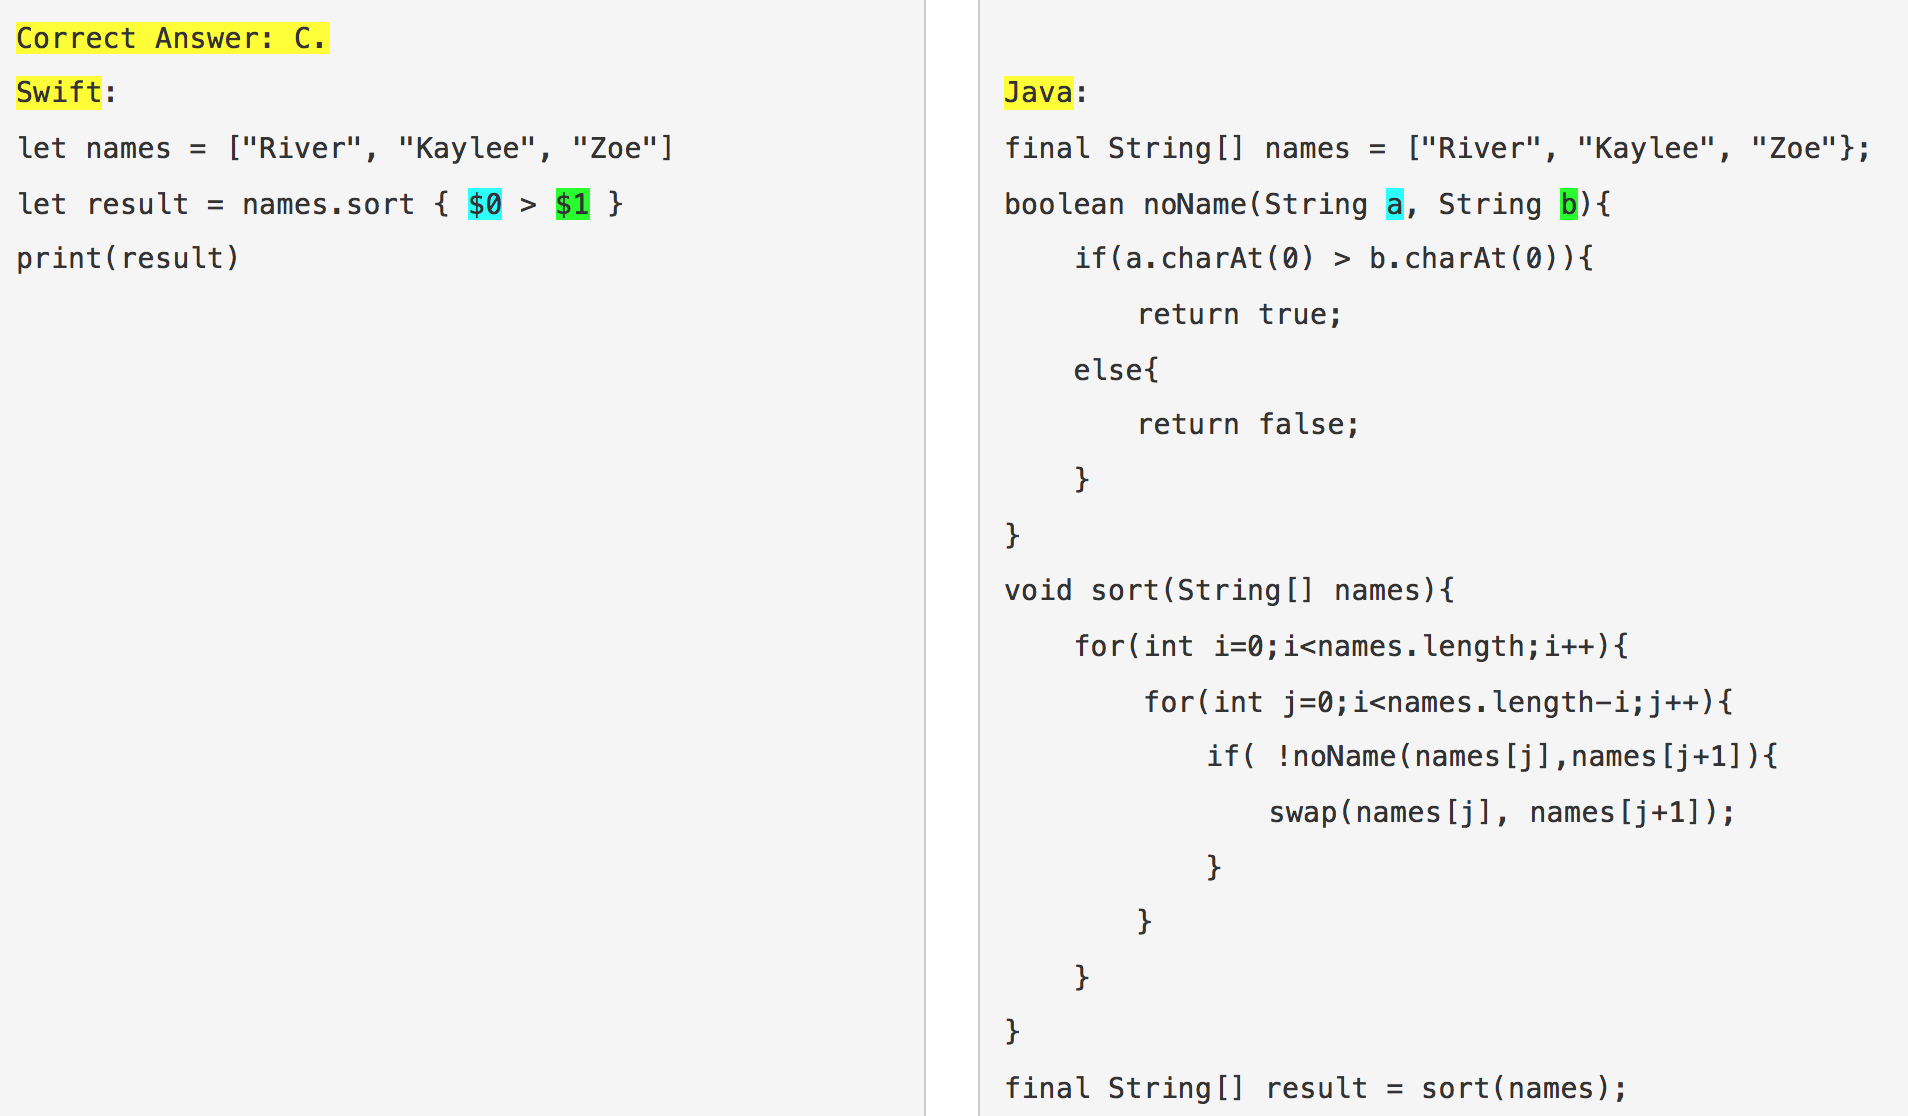 Correct Answer: C.
Swift:
let names = ["River", "Kaylee", "Zoe"]
let result = names.sort { $0 > $1 }
print(result)
Java:
final String[] names = ["River", "Kaylee", "Zoe"};
boolean noName(String a, String b){
if(a.charAt(0) > b.charAt(0)){
return true;
else{
return false;
}
}
void sort(String[] names){
for(int i=0;i<names.length;i++){
for(int j=0;i<names.length-i;j++){
if( !noName(names[j],names[j+1]){
swap(names[j], names[j+1]);
}
}
}
}
final String[] result = sort(names);